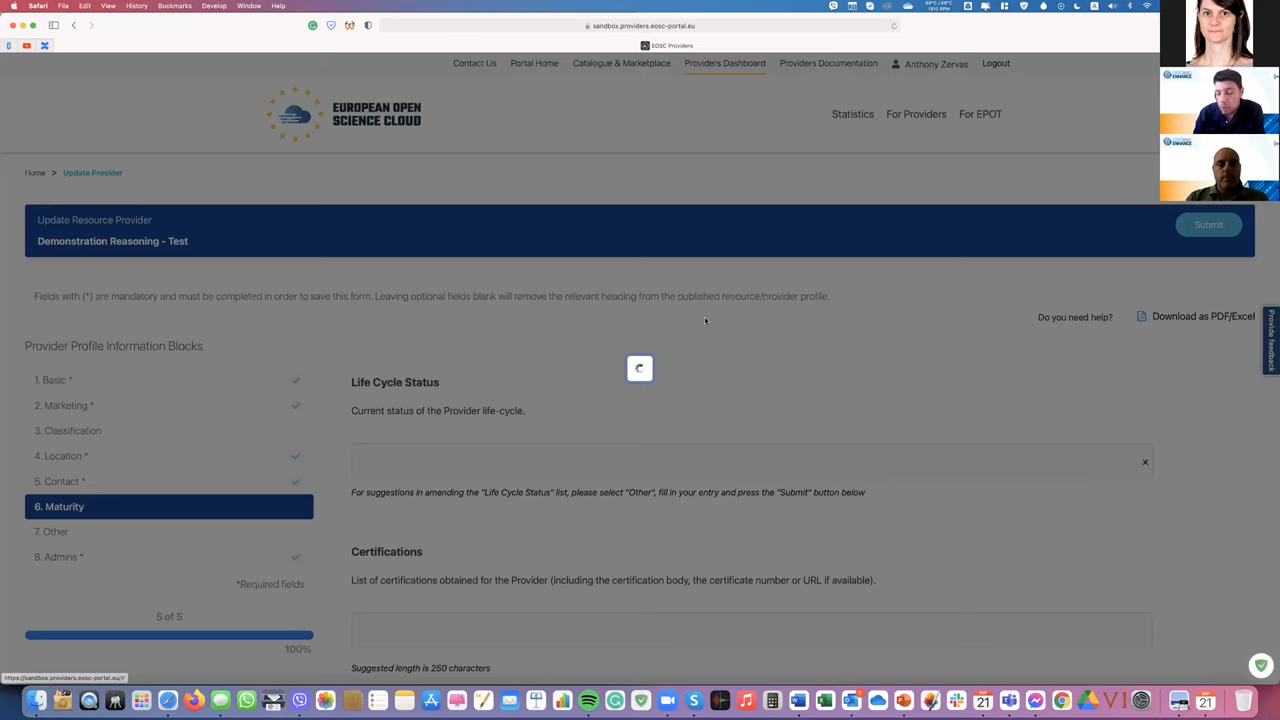 Safari File Edit View History Bookmarks Develop Window Help
sandbox.providers.eosc-portal.eu
EOSC Providers
Contact Us Portal Home Catalogue & Marketplace Providers Dashboard Providers Documentation Anthony Zervas Logout
EUROPEAN OPEN
SCIENCE CLOUD
Statistics For Providers For EPOT
Home > Update Provider
Update Resource Provider
Demonstration Reasoning - Test
Submit
Fields with (*) are mandatory and must be completed in order to save this form. Leaving optional fields blank will remove the relevant heading from the published resource/provider profile.
Do you need help? Download as PDF/Excel
Provide feedback
Provider Profile Information Blocks
1. Basic *
2. Marketing *
3. Classification
4. Location *
5. Contact *
6. Maturity
7. Other
8. Admins *
*Required fields
5 of 5
100%
Life Cycle Status
Current status of the Provider life-cycle.
×
For suggestions in amending the "Life Cycle Status" list, please select "Other", fill in your entry and press the "Submit" button below
Certifications
List of certifications obtained for the Provider (including the certification body, the certificate number or URL if available).
Suggested length is 250 characters
https://sandbox.providers.eosc-portal.eu/#